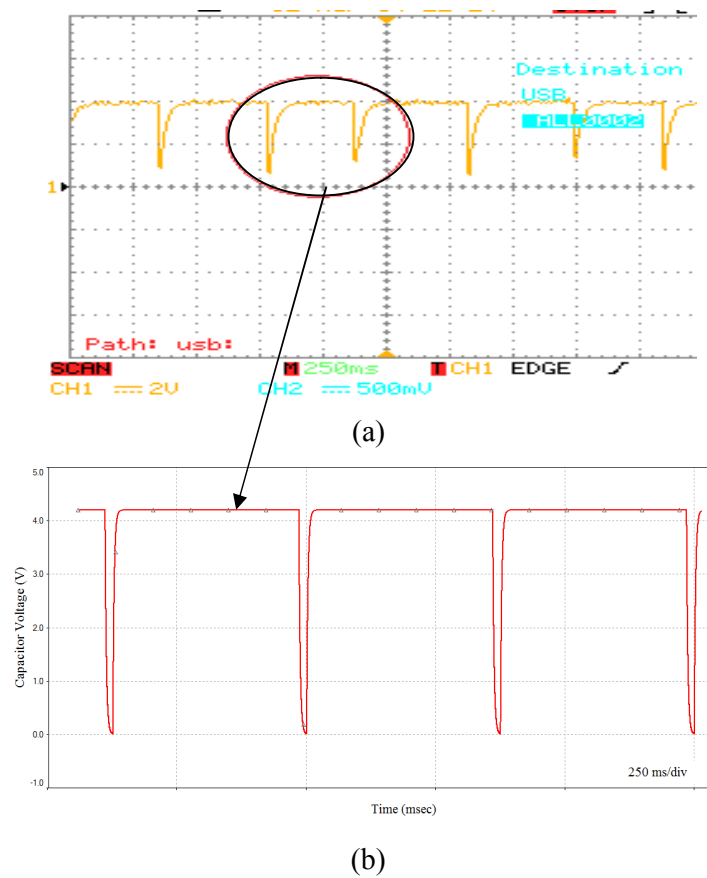 Destination
USB
ALL0002
1
Path: usb:
SCAN M 250ms T CH1 EDGE
CH1 2V CH2 500mV
(a)
5.0
4.0
3.0
2.0
1.0
0.0
-1.0
Capacitor Voltage (V)
250 ms/div
Time (msec)
(b)